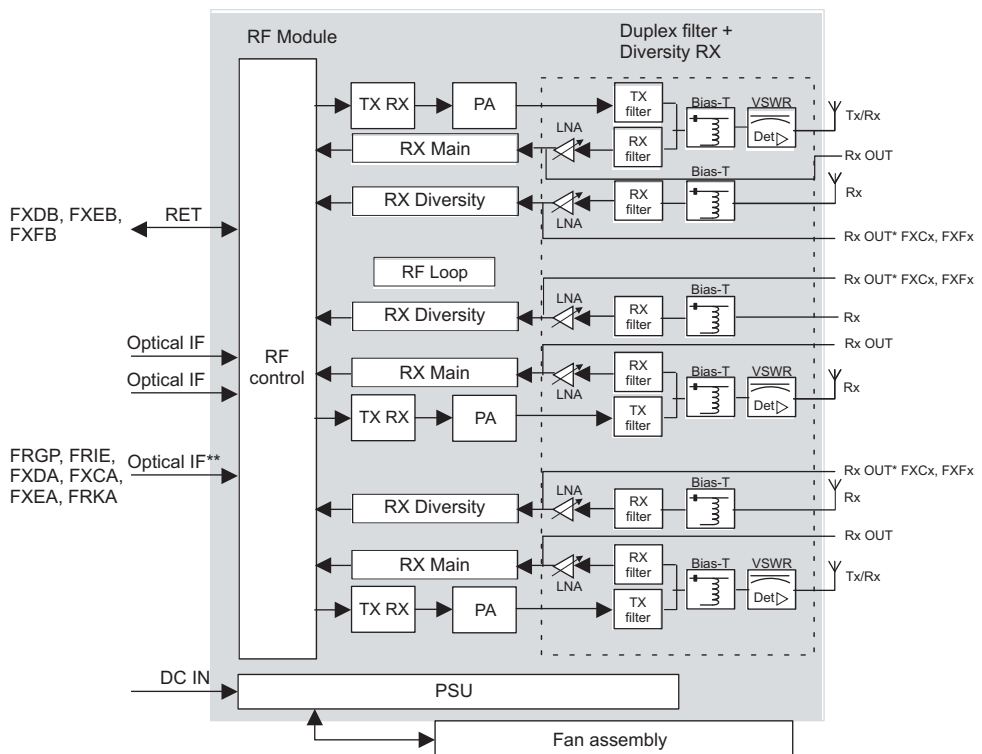 RF Module
Duplex filter +
Diversity RX
TX RX
PA
TX
filter
Bias-T
VSWR
Det
Tx/Rx
LNA
RX Main
RX
filter
Rx OUT
Bias-T
RX Diversity
LNA
RX
filter
Rx
FXDB, FXEB,
FXFB
RET
Rx OUT* FXCx, FXFx
RF Loop
Rx OUT* FXCx, FXFx
Bias-T
LNA
RX Diversity
RX
filter
Rx
Optical IF
Rx OUT
RF
control
RX Main
LNA
RX
filter
Bias-T
VSWR
Det
Rx
Optical IF
TX RX
PA
TX
filter
FRGP, FRIE,
FXDA, FXCA,
FXEA, FRKA
Optical IF**
Rx OUT* FXCx, FXFx
Bias-T
LNA
RX Diversity
RX
filter
Rx
Rx OUT
RX Main
LNA
RX
filter
Bias-T
VSWR
Det
Tx/Rx
TX RX
PA
TX
filter
DC IN
PSU
Fan assembly